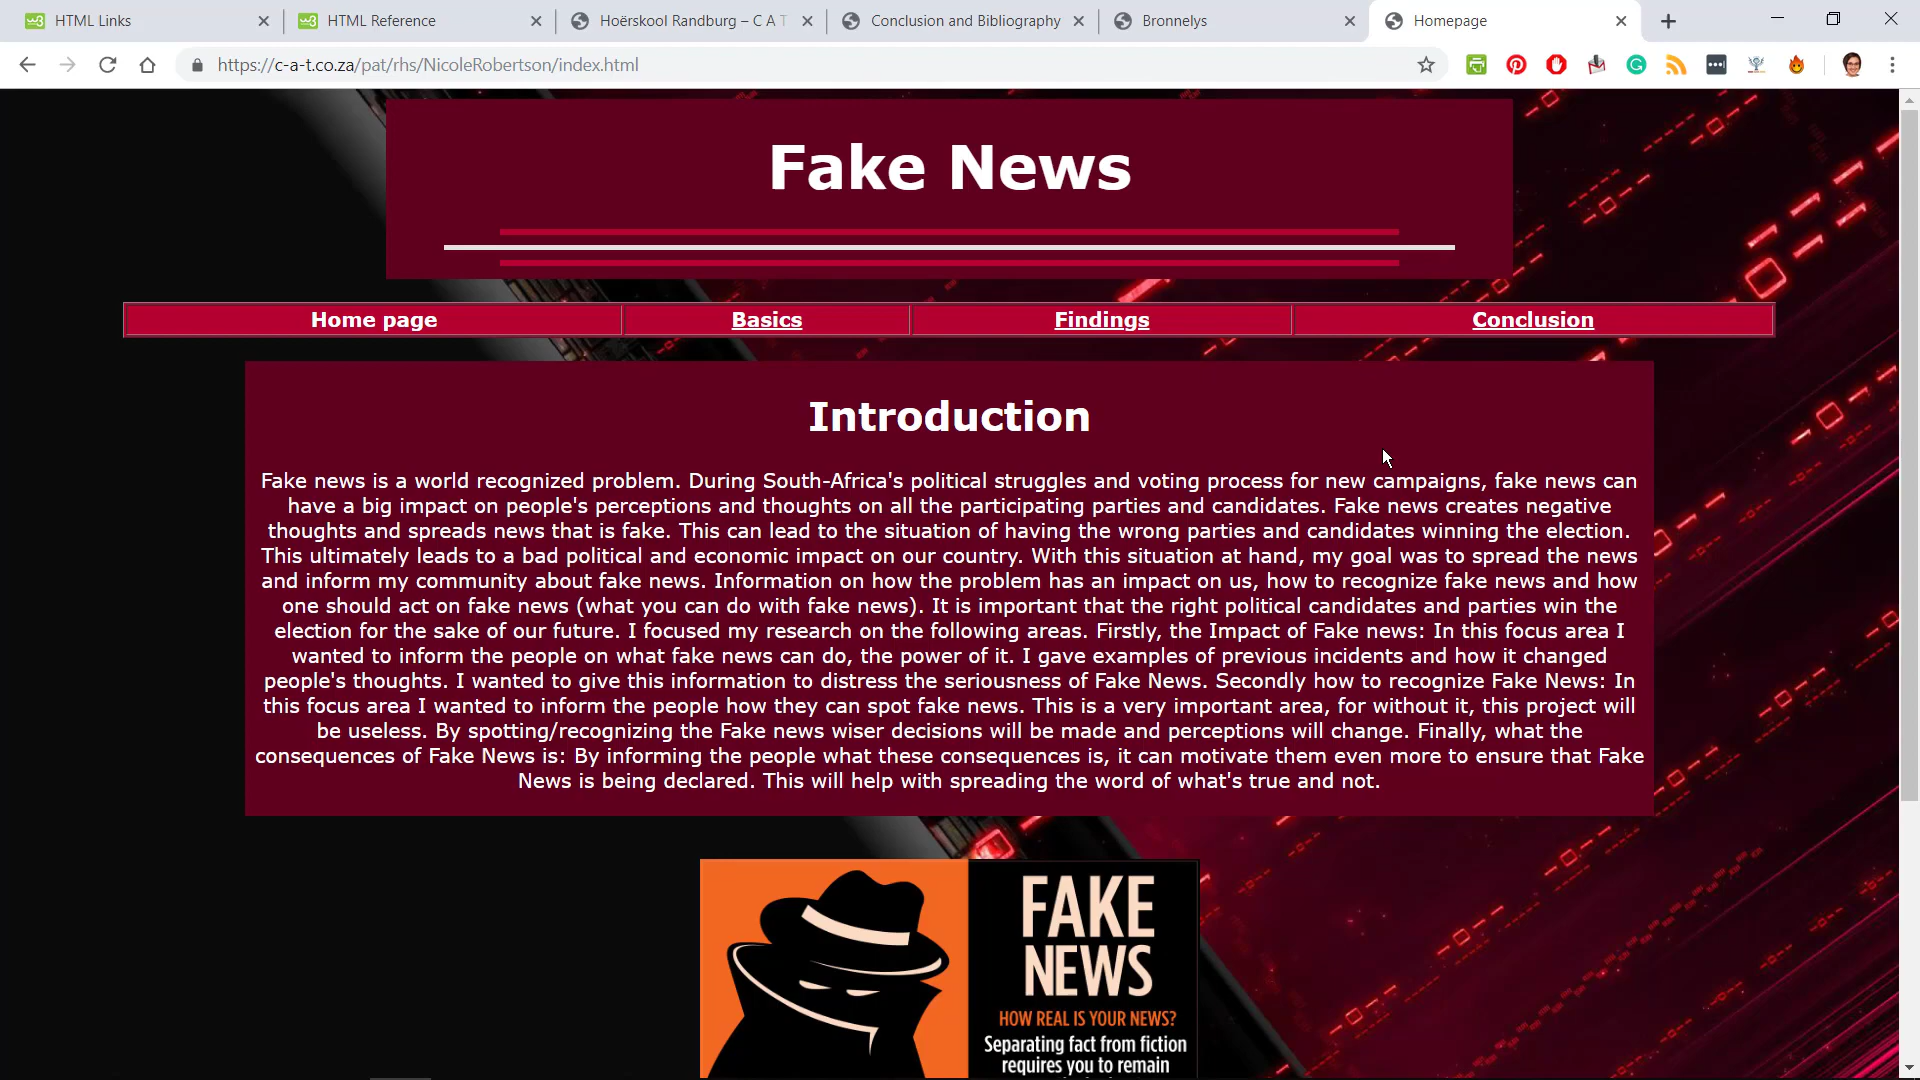 HTML Links
HTML Reference
Hoërskool Randburg – C A T
Conclusion and Bibliography
Bronnelys
Homepage
https://c-a-t.co.za/pat/rhs/NicoleRobertson/index.html
Fake News
Home page
Basics
Findings
Conclusion
Introduction
Fake news is a world recognized problem. During South-Africa's political struggles and voting process for new campaigns, fake news can
have a big impact on people's perceptions and thoughts on all the participating parties and candidates. Fake news creates negative
thoughts and spreads news that is fake. This can lead to the situation of having the wrong parties and candidates winning the election.
This ultimately leads to a bad political and economic impact on our country. With this situation at hand, my goal was to spread the news
and inform my community about fake news. Information on how the problem has an impact on us, how to recognize fake news and how
one should act on fake news (what you can do with fake news). It is important that the right political candidates and parties win the
election for the sake of our future. I focused my research on the following areas. Firstly, the Impact of Fake news: In this focus area I
wanted to inform the people on what fake news can do, the power of it. I gave examples of previous incidents and how it changed
people's thoughts. I wanted to give this information to distress the seriousness of Fake News. Secondly how to recognize Fake News: In
this focus area I wanted to inform the people how they can spot fake news. This is a very important area, for without it, this project will
be useless. By spotting/recognizing the Fake news wiser decisions will be made and perceptions will change. Finally, what the
consequences of Fake News is: By informing the people what these consequences is, it can motivate them even more to ensure that Fake
News is being declared. This will help with spreading the word of what's true and not.
FAKE
NEWS
HOW REAL IS YOUR NEWS?
Separating fact from fiction
requires you to remain